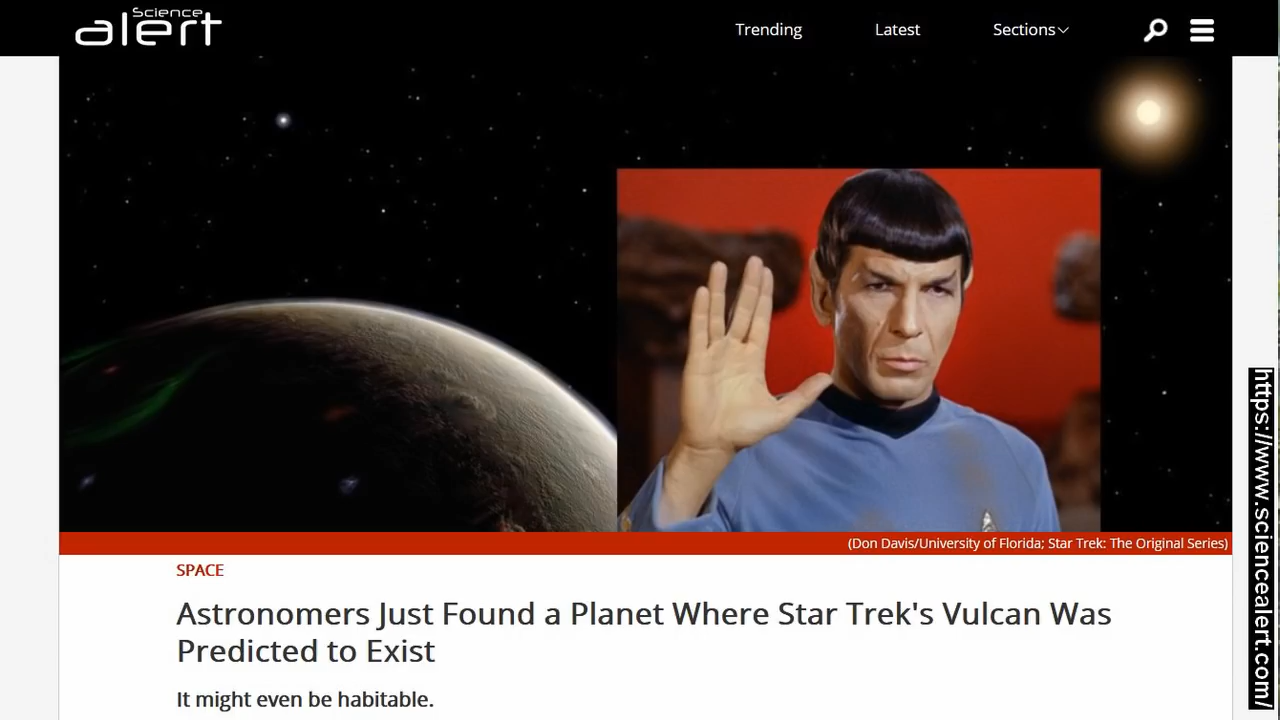 Science
alert
Trending
Latest
Sections
(Don Davis/University of Florida; Star Trek: The Original Series)
SPACE
Astronomers Just Found a Planet Where Star Trek's Vulcan Was
Predicted to Exist
It might even be habitable.
https://www.sciencealert.com/